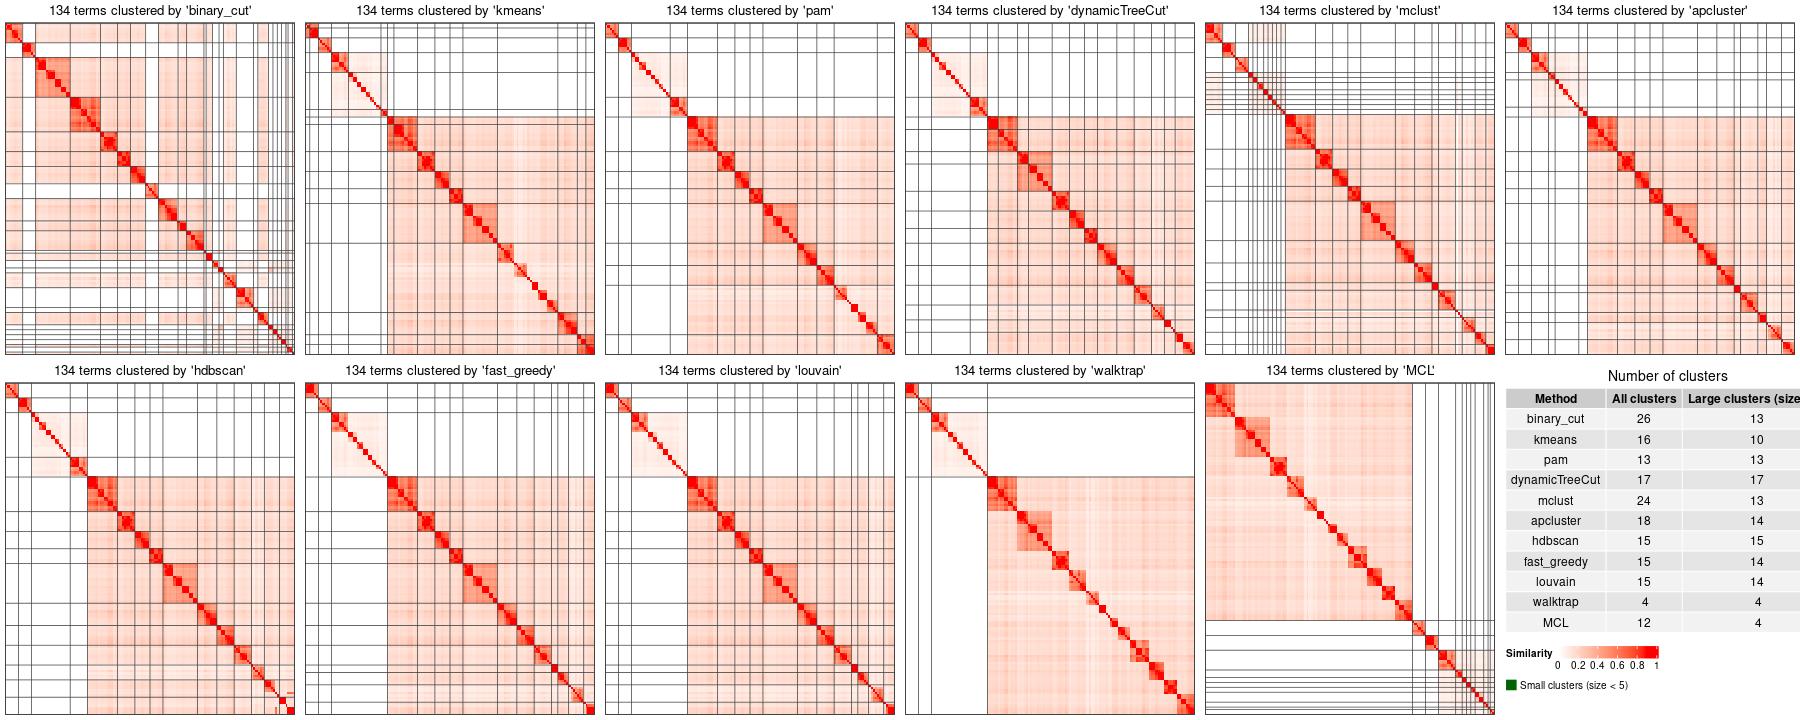 134 terms clustered by 'binary_cut'
134 terms clustered by 'kmeans'
134 terms clustered by 'pam'
134 terms clustered by 'dynamicTreeCut'
134 terms clustered by 'mclust'
134 terms clustered by 'apcluster'
134 terms clustered by 'hdbscan'
134 terms clustered by 'fast_greedy'
134 terms clustered by 'louvain'
134 terms clustered by 'walktrap'
134 terms clustered by 'MCL'
Number of clusters
Method All clusters Large clusters (size
binary_cut 26 13
kmeans 16 10
pam 13 13
dynamicTreeCut 17 17
mclust 24 13
apcluster 18 14
hdbscan 15 15
fast_greedy 15 14
louvain 15 14
walktrap 4 4
MCL 12 4
Similarity
0 0.2 0.4 0.6 0.8 1
Small clusters (size < 5)